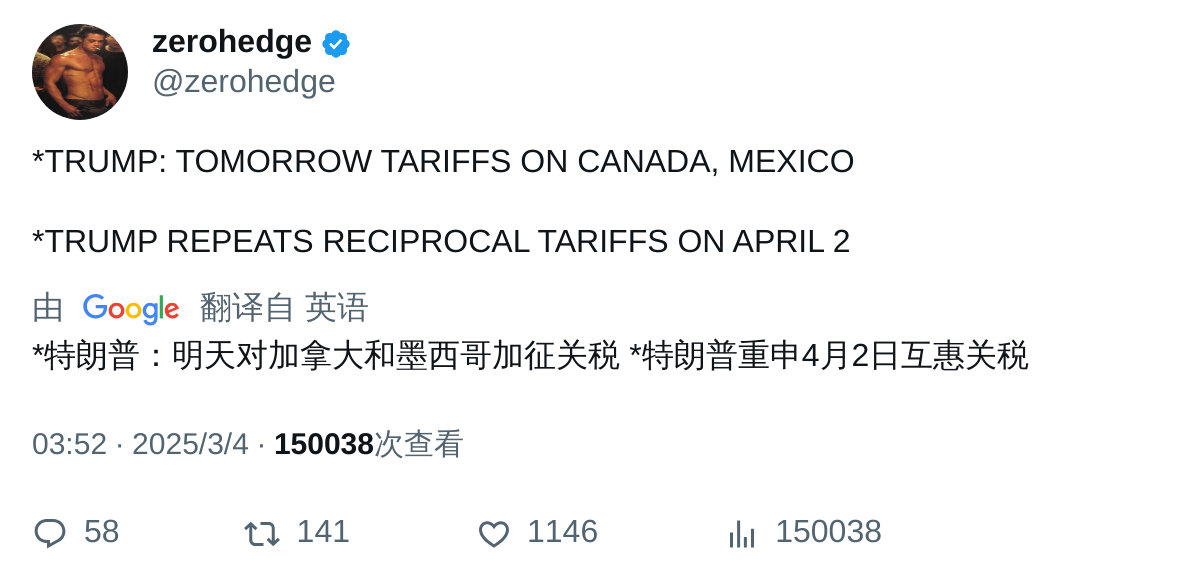 zerohedge
@zerohedge
*TRUMP: TOMORROW TARIFFS ON CANADA, MEXICO
*TRUMP REPEATS RECIPROCAL TARIFFS ON APRIL 2
由 Google 翻译自 英语
*特朗普：明天对加拿大和墨西哥加征关税 *特朗普重申4月2日互惠关税
03:52 · 2025/3/4 · 150038次查看
58 141 1146 150038